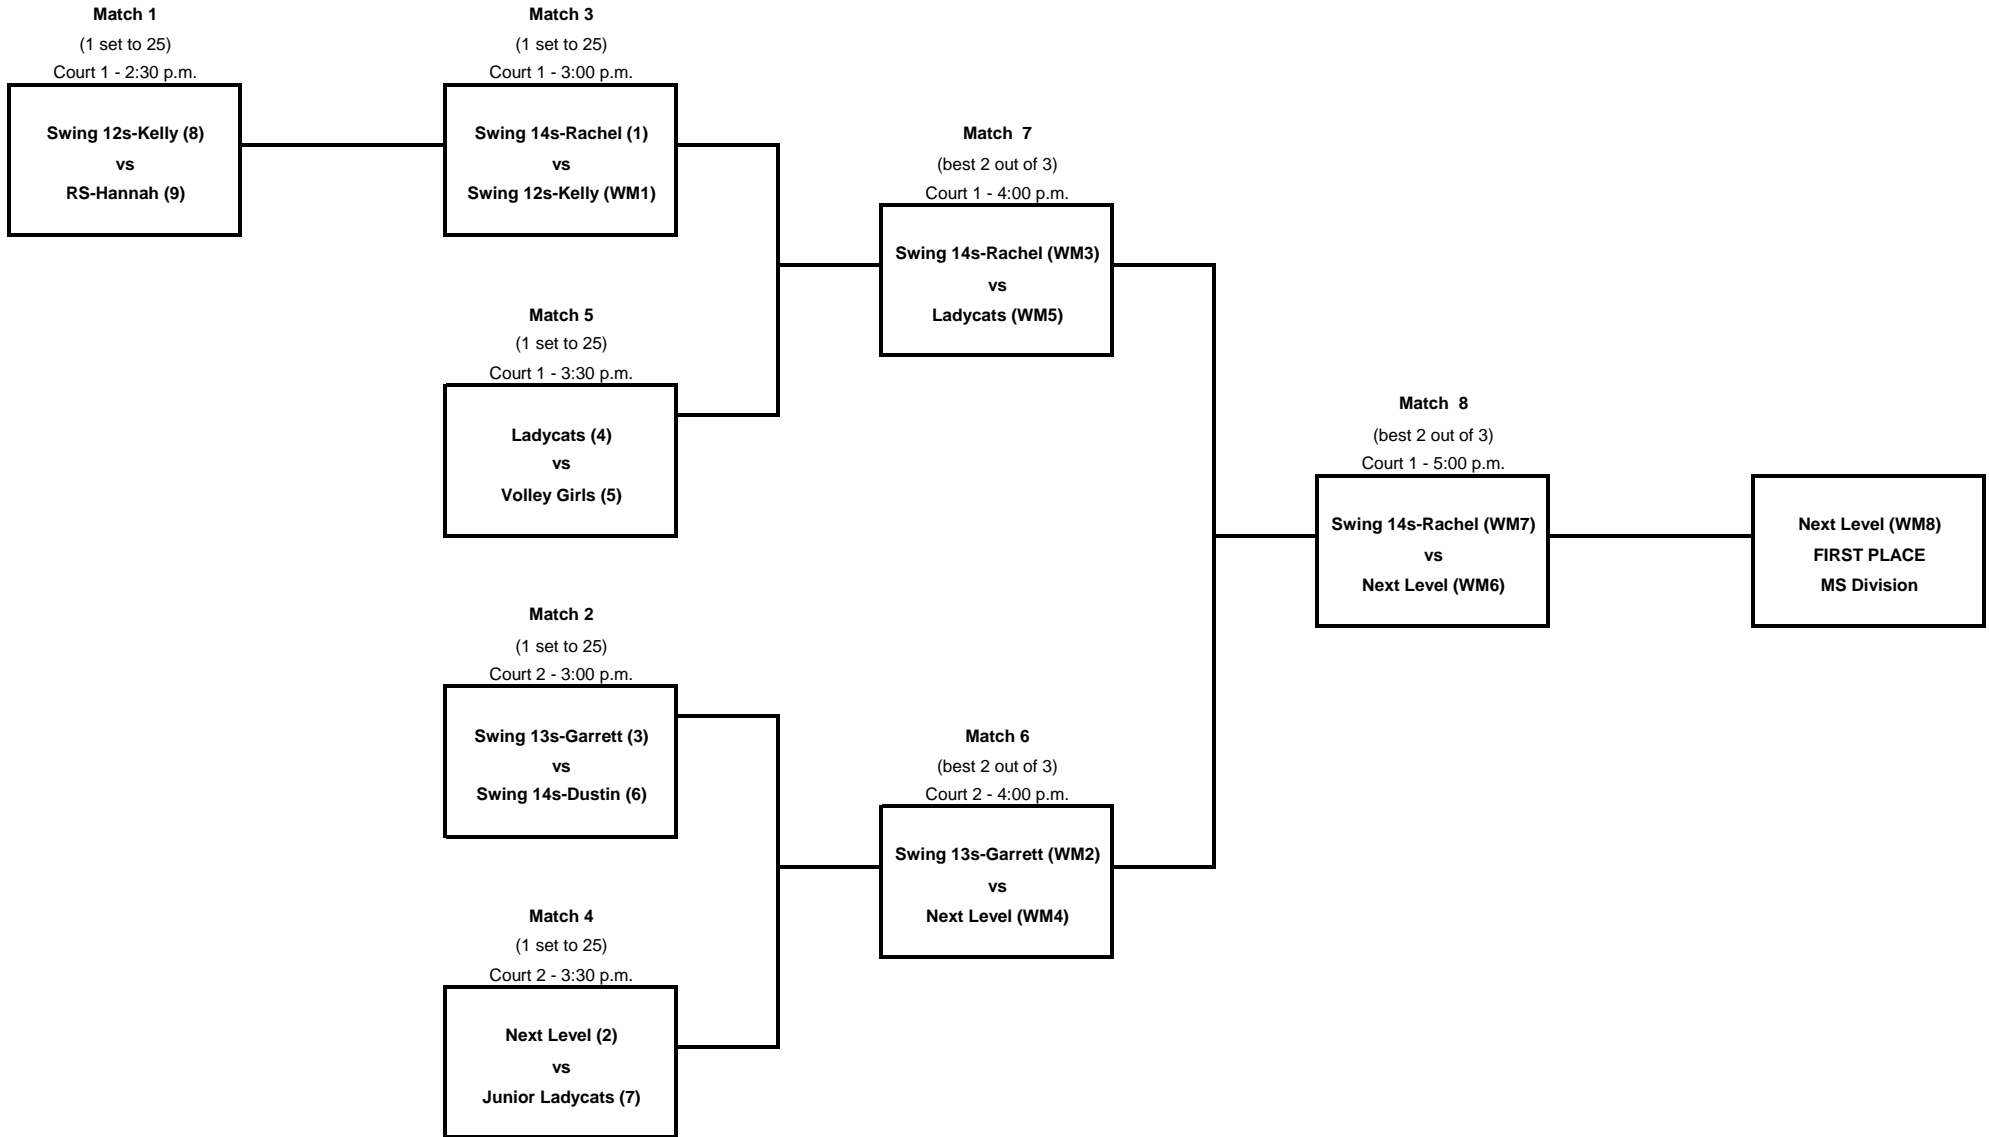 Match 1
(1 set to 25)
Court 1 - 2:30 p.m.
Swing 12s-Kelly (8)
vs
RS-Hannah (9)
Match 3
(1 set to 25)
Court 1 - 3:00 p.m.
Swing 14s-Rachel (1)
vs
Swing 12s-Kelly (WM1)
Match 5
(1 set to 25)
Court 1 - 3:30 p.m.
Ladycats (4)
vs
Volley Girls (5)
Match 2
(1 set to 25)
Court 2 - 3:00 p.m.
Swing 13s-Garrett (3)
vs
Swing 14s-Dustin (6)
Match 4
(1 set to 25)
Court 2 - 3:30 p.m.
Next Level (2)
vs
Junior Ladycats (7)
Match 7
(best 2 out of 3)
Court 1 - 4:00 p.m.
Swing 14s-Rachel (WM3)
vs
Ladycats (WM5)
Match 6
(best 2 out of 3)
Court 2 - 4:00 p.m.
Swing 13s-Garrett (WM2)
vs
Next Level (WM4)
Match 8
(best 2 out of 3)
Court 1 - 5:00 p.m.
Swing 14s-Rachel (WM7)
vs
Next Level (WM6)
Next Level (WM8)
FIRST PLACE
MS Division